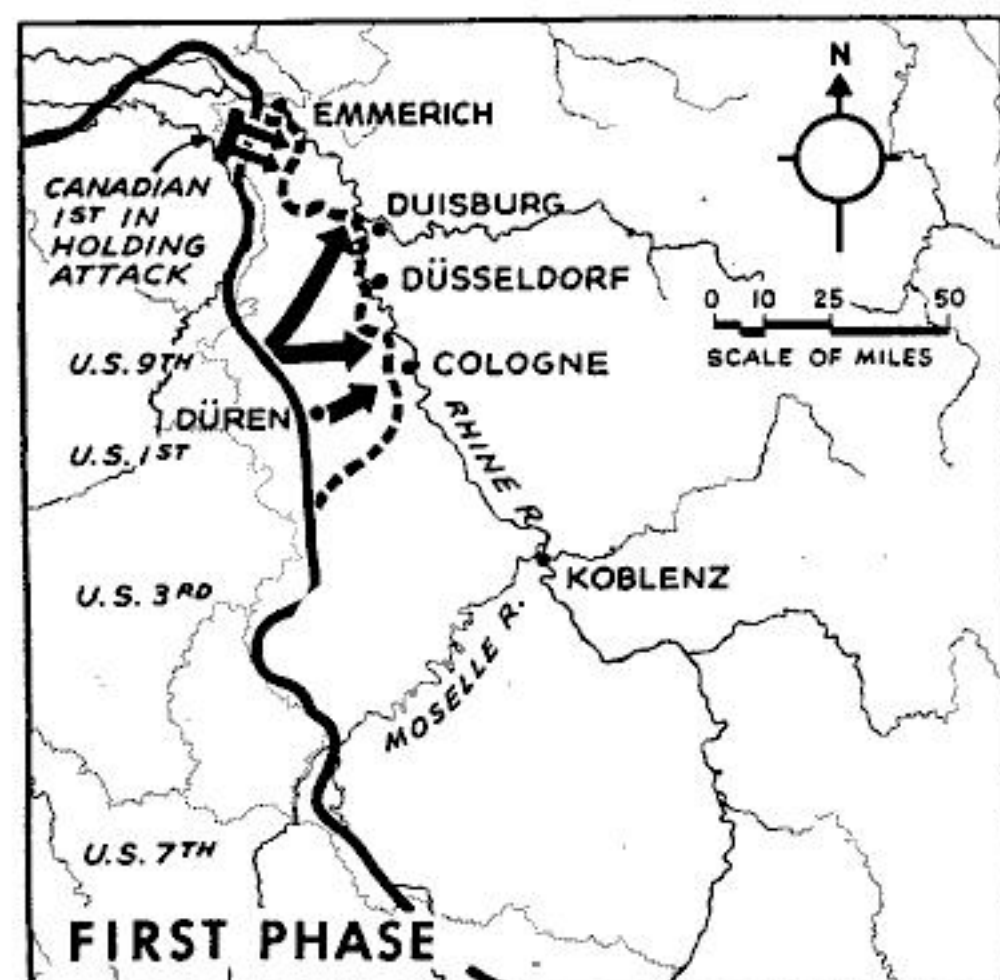 N
EMMERICH
CANADIAN
1ST IN
HOLDING
ATTACK
DUISBURG
DÜSSELDORF
0 10 25 50
SCALE OF MILES
U.S. 9TH
COLOGNE
DÜREN
RHINE R.
U.S. 1ST
KOBLENZ
U.S. 3RD
MOSELLE R.
U.S. 7TH
FIRST PHASE